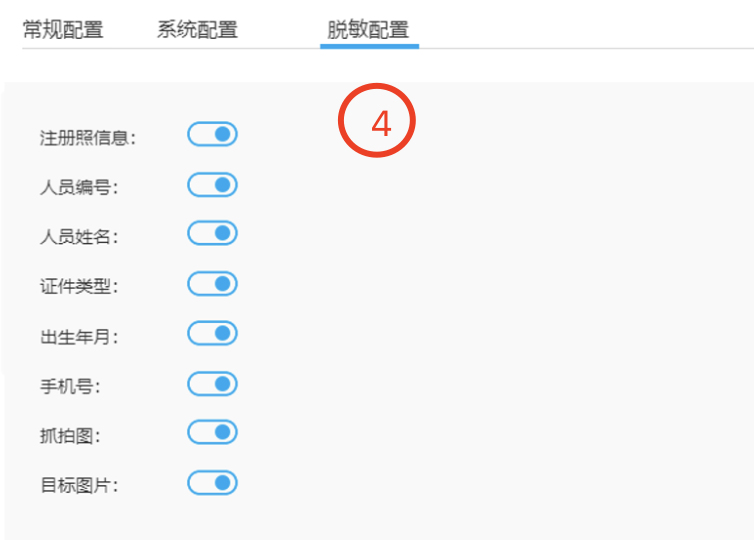 常规配置 系统配置 脱敏配置
4
注册照信息：
人员编号：
人员姓名：
证件类型：
出生年月：
手机号：
抓拍图：
目标图片：